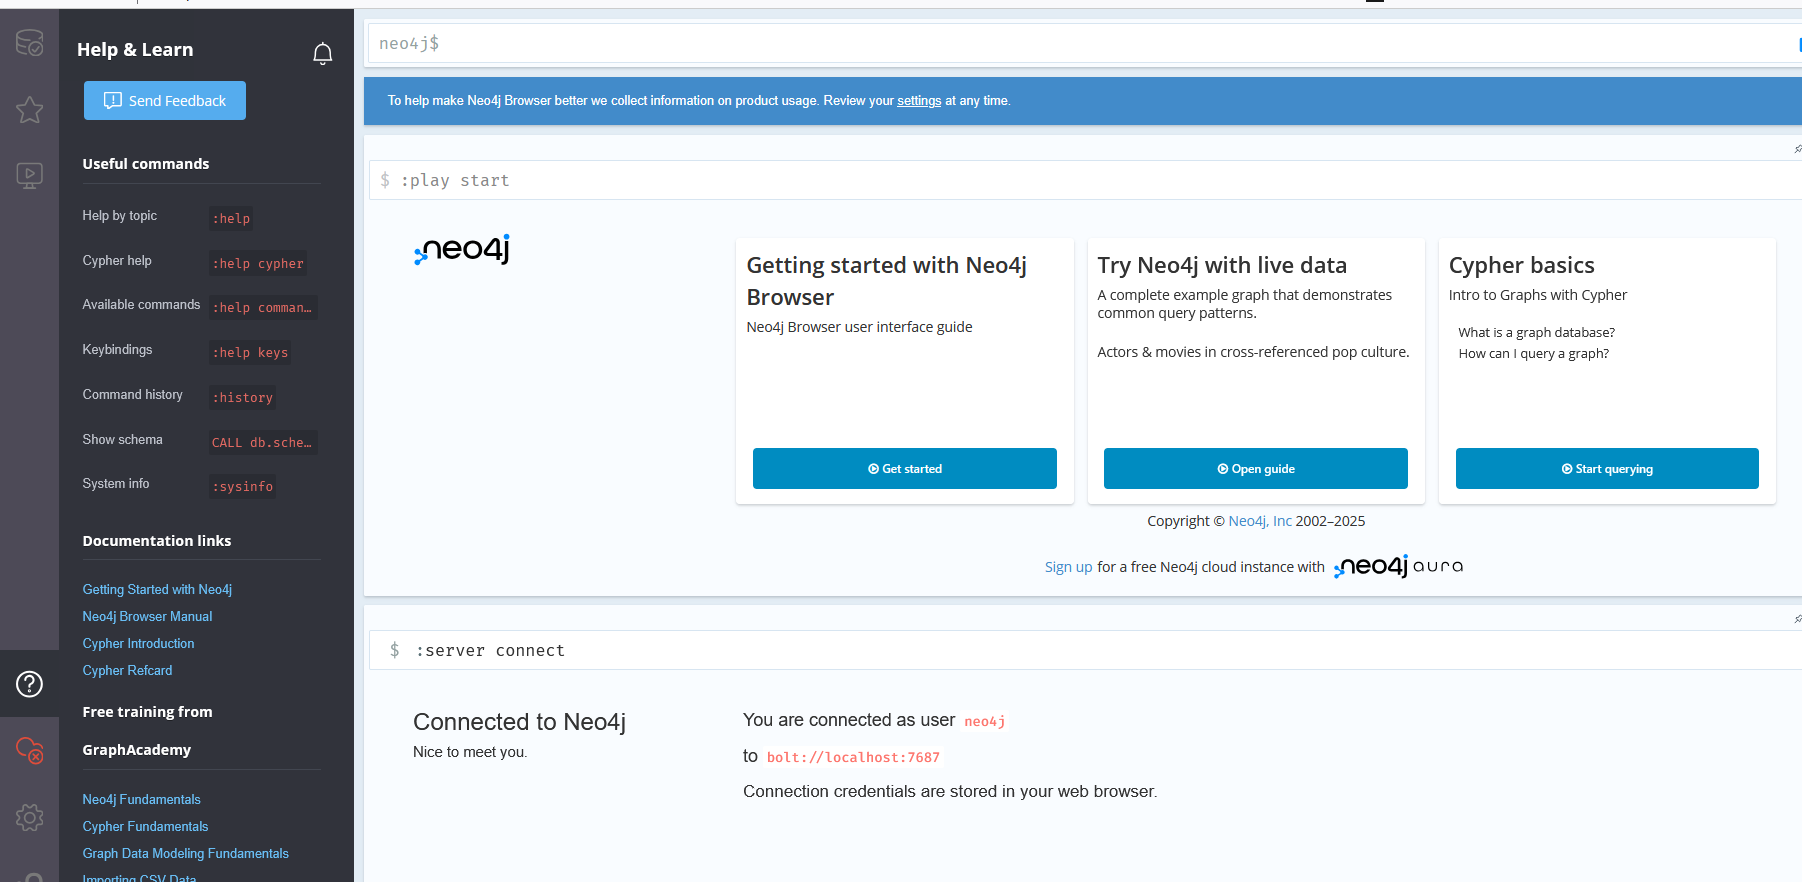 Help & Learn
Send Feedback
Useful commands
Help by topic :help
Cypher help :help cypher
Available commands :help comman…
Keybindings :help keys
Command history :history
Show schema CALL db.sche…
System info :sysinfo
Documentation links
Getting Started with Neo4j
Neo4j Browser Manual
Cypher Introduction
Cypher Refcard
Free training from
GraphAcademy
Neo4j Fundamentals
Cypher Fundamentals
Graph Data Modeling Fundamentals
Importing CSV Data
neo4j$
To help make Neo4j Browser better we collect information on product usage. Review your settings at any time.
$ :play start
neo4j
Getting started with Neo4j
Browser
Neo4j Browser user interface guide
Get started
Try Neo4j with live data
A complete example graph that demonstrates
common query patterns.
Actors & movies in cross-referenced pop culture.
Open guide
Cypher basics
Intro to Graphs with Cypher
What is a graph database?
How can I query a graph?
Start querying
Copyright © Neo4j, Inc 2002–2025
Sign up for a free Neo4j cloud instance with neo4j aura
$ :server connect
Connected to Neo4j
Nice to meet you.
You are connected as user neo4j
to bolt://localhost:7687
Connection credentials are stored in your web browser.